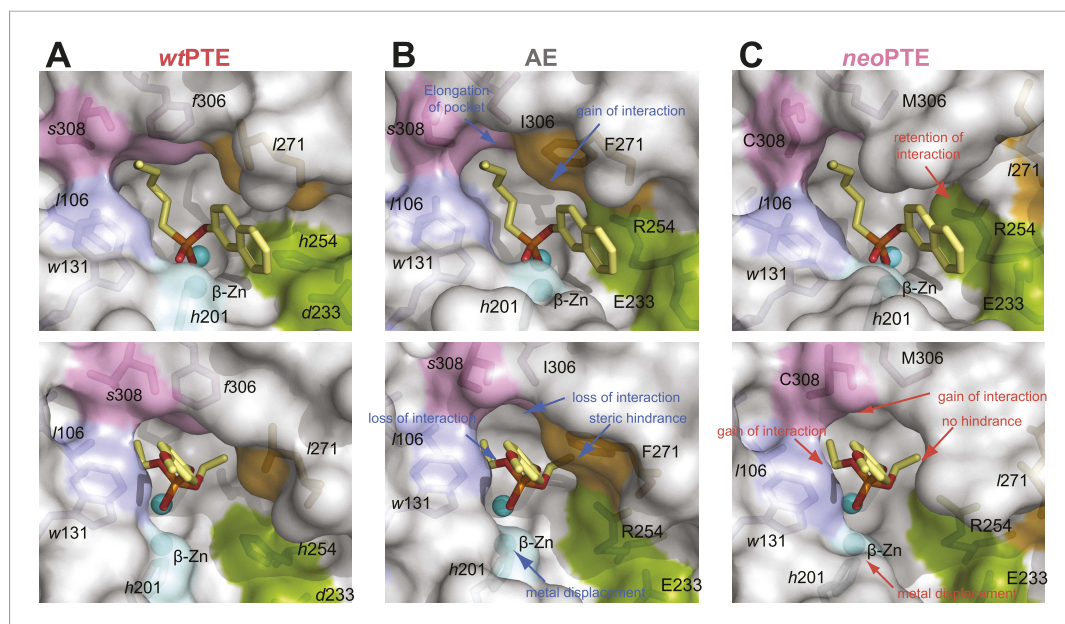 A
wtPTE
B
AE
C
neoPTE
f306
s308
l271
l106
h254
w131
β-Zn
h201
d233
Elongation
of pocket
I306
gain of interaction
s308
F271
l106
R254
w131
β-Zn
h201
E233
M306
C308
retention of
interaction
l271
l106
R254
w131
β-Zn
E233
h201
s308
f306
l106
l271
w131
h254
β-Zn
h201
d233
I306
s308
loss of interaction
loss of interaction
steric hindrance
l106
F271
w131
R254
β-Zn
h201
metal displacement
E233
M306
C308
gain of interaction
no hindrance
gain of interaction
l106
l271
R254
w131
β-Zn
h201
E233
metal displacement